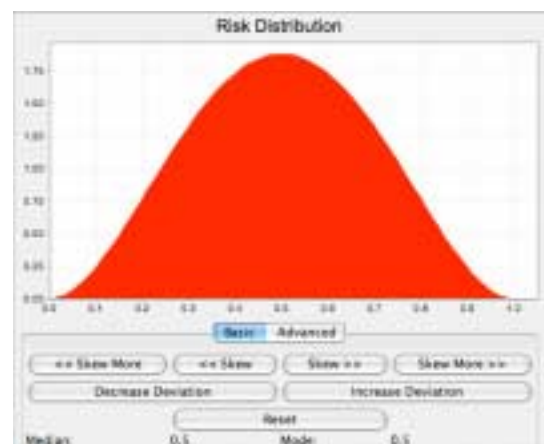 Risk Distribution
0.0 0.1 0.2 0.3 0.4 0.5 0.6 0.7 0.8 0.9 1.0
Basic Advanced
<< Skew More << Skew Skew >> Skew More >>
Decrease Deviation Increase Deviation
Reset
Median: 0.5 Mode: 0.5